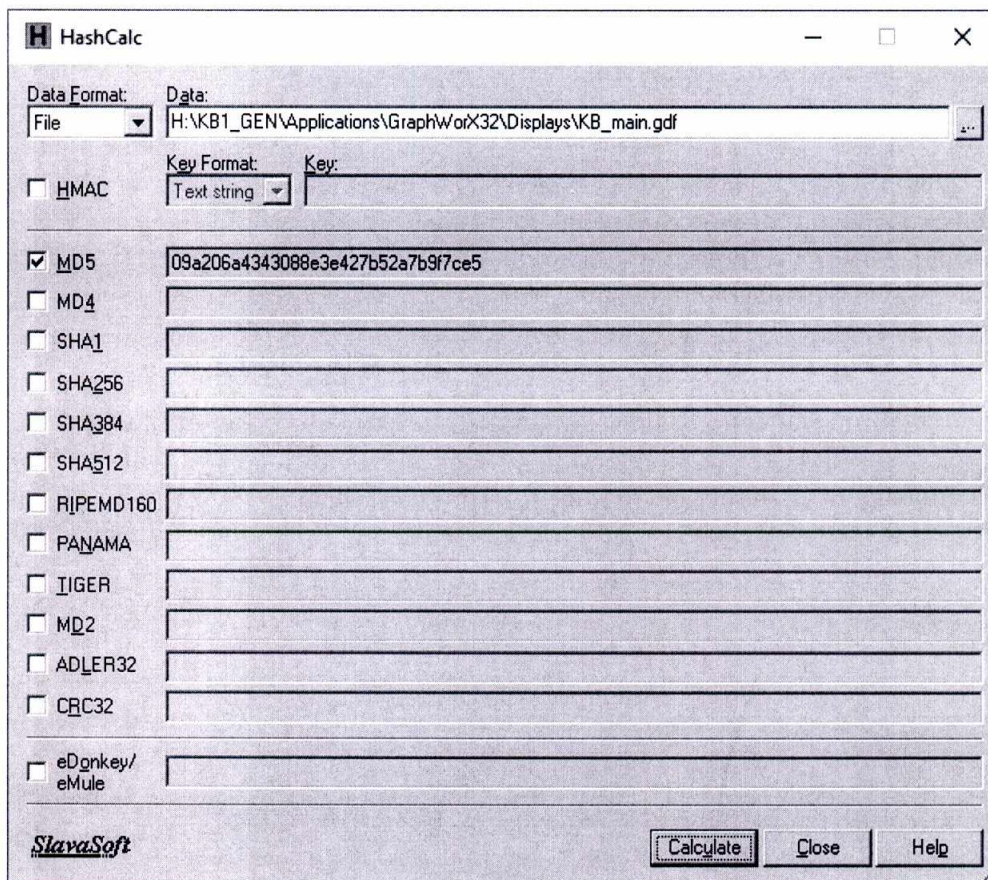 HashCalc
Data Format: Data:
File H:\KB1_GEN\Applications\GraphWorX32\Displays\KB_main.gdf ...
Key Format: Key:
HMAC Text string
MD5 09a206a4343088e3e427b52a7b9f7ce5
MD4
SHA1
SHA256
SHA384
SHA512
RIPEMD160
PANAMA
TIGER
MD2
ADLER32
CRC32
eDonkey/
eMule
SlavaSoft Calculate Close Help